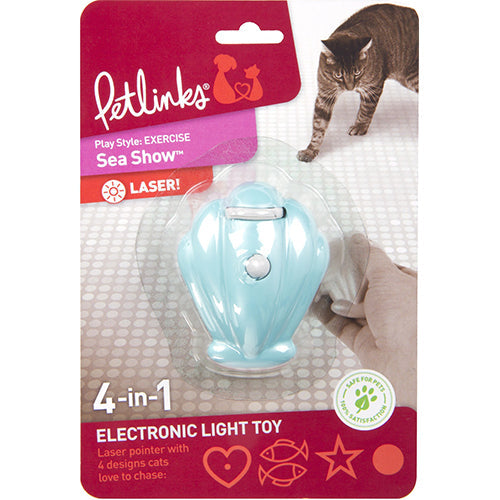 Petlinks®
Play Style: EXERCISE
Sea Show™
LASER!
SAFE FOR PETS
100% SATISFACTION
4-in-1
ELECTRONIC LIGHT TOY
Laser pointer with
4 designs cats
love to chase: